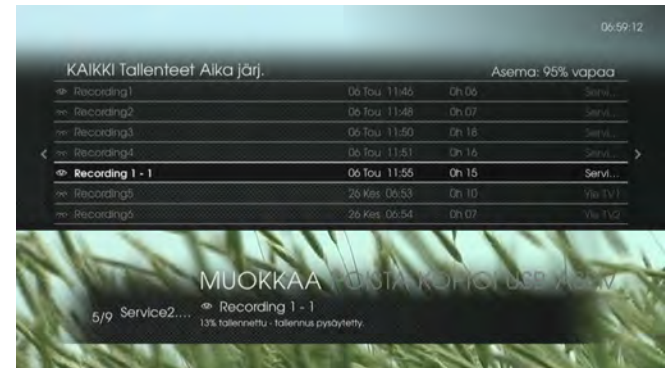 06:59:12
KAIKKI Tallenteet Aika järj. Asema: 95% vapaa
Recording1 06 Tou 11:46 0h 06 Servi...
Recording2 06 Tou 11:48 0h 07 Servi...
Recording3 06 Tou 11:50 0h 18 Servi...
Recording4 06 Tou 11:51 0h 16 Servi...
Recording 1 - 1 06 Tou 11:55 0h 15 Servi...
Recording5 26 Kes 06:53 0h 10 Yle TV1
Recording6 26 Kes 06:54 0h 07 Yle TV2
MUOKKAA POISTA KOPIOI USB
5/9 Service2.... Recording 1 - 1
13% tallennettu - tallennus pysäytetty.